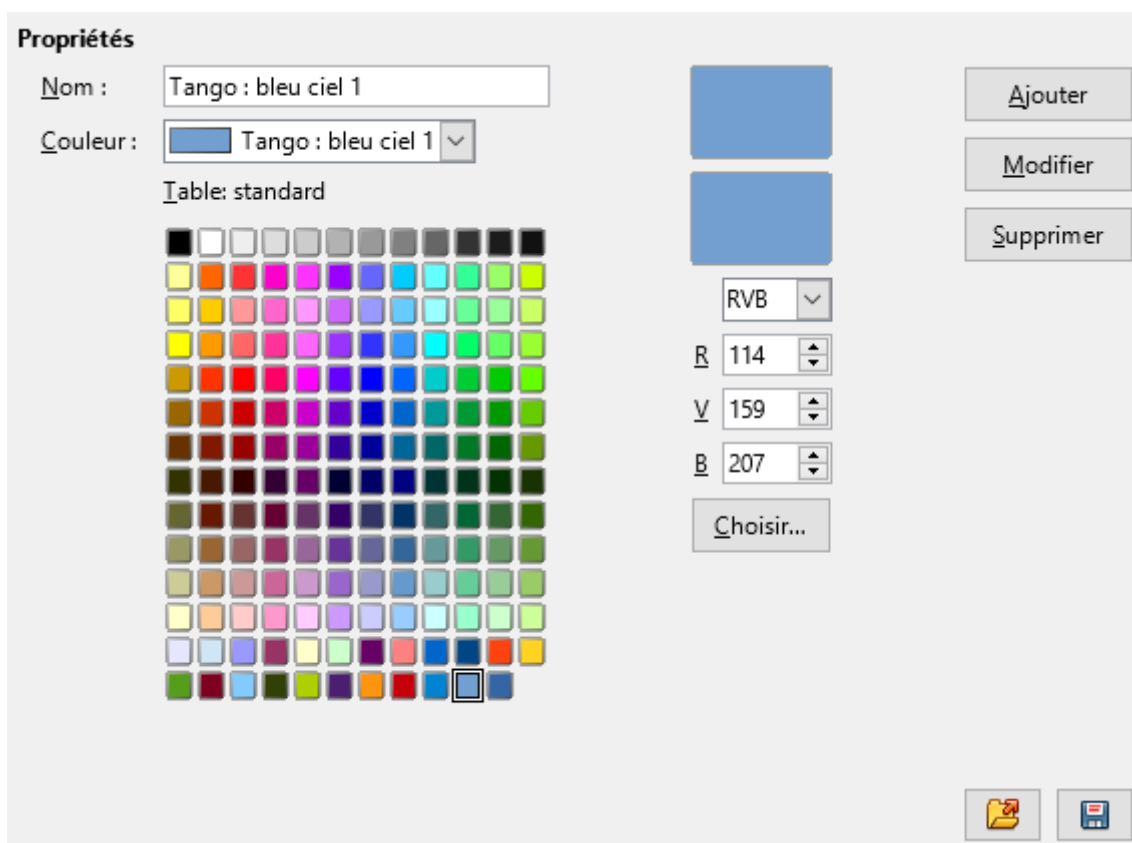 Propriétés
Nom : Tango : bleu ciel 1
Ajouter
Couleur : Tango : bleu ciel 1
Modifier
Table: standard
Supprimer
RVB
R 114
V 159
B 207
Choisir...